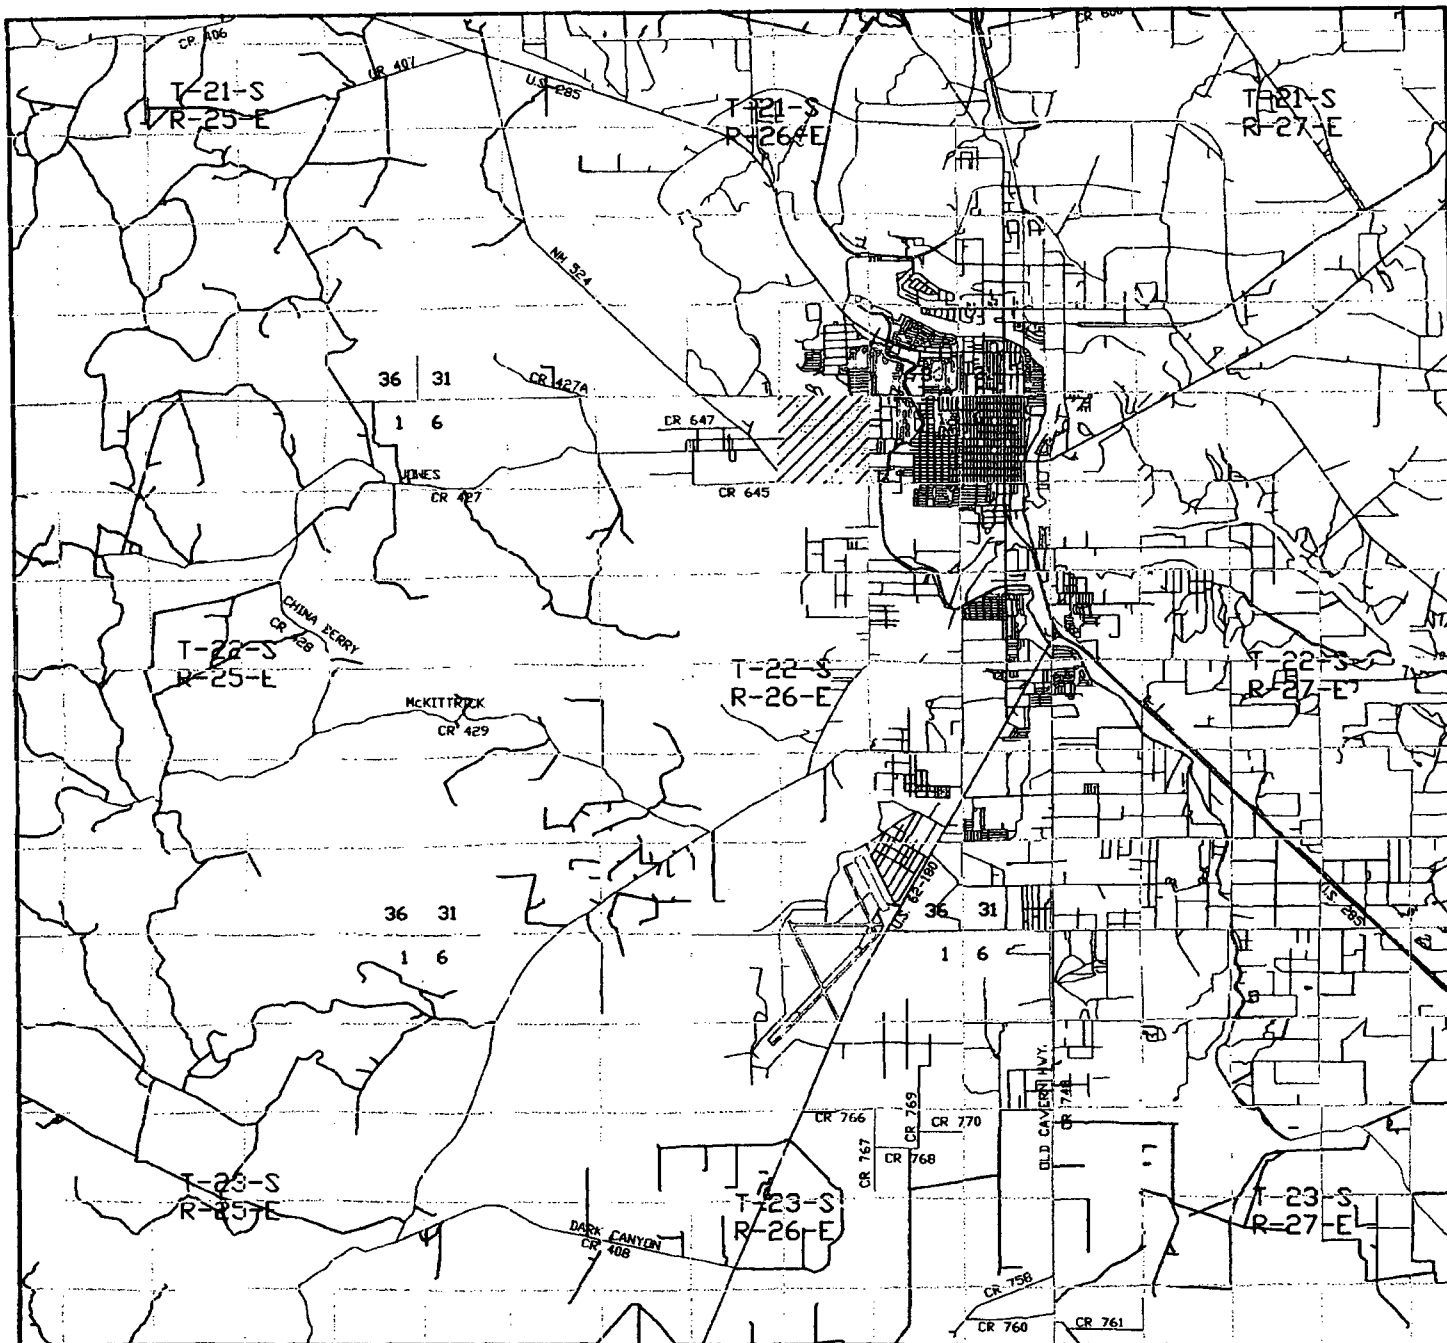 CR 406
CR 407
U.S. 285
T-21-S
R-25-E
T-21-S
R-26-E
T-21-S
R-27-E
NM 524
36 31
1 6
CR 427A
CR 647
JONES
CR 427
CR 645
CHINA BERRY
CR 428
T-22-S
R-25-E
T-22-S
R-26-E
T-22-S
R-27-E
McKITTRICK
CR 429
U.S. 62-180
U.S. 285
36 31
1 6
36 31
1 6
OLD CAVERN HWY.
CR 748
CR 766
CR 769
CR 770
CR 767
CR 768
T-23-S
R-25-E
T-23-S
R-26-E
T-23-S
R-27-E
DARK CANYON
CR 408
CR 758
CR 760
CR 761